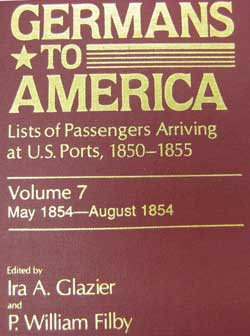 GERMANS
★TO
AMERICA
Lists of Passengers Arriving
at U.S. Ports, 1850–1855
Volume 7
May 1854—August 1854
Edited by
Ira A. Glazier
and
P. William Filby